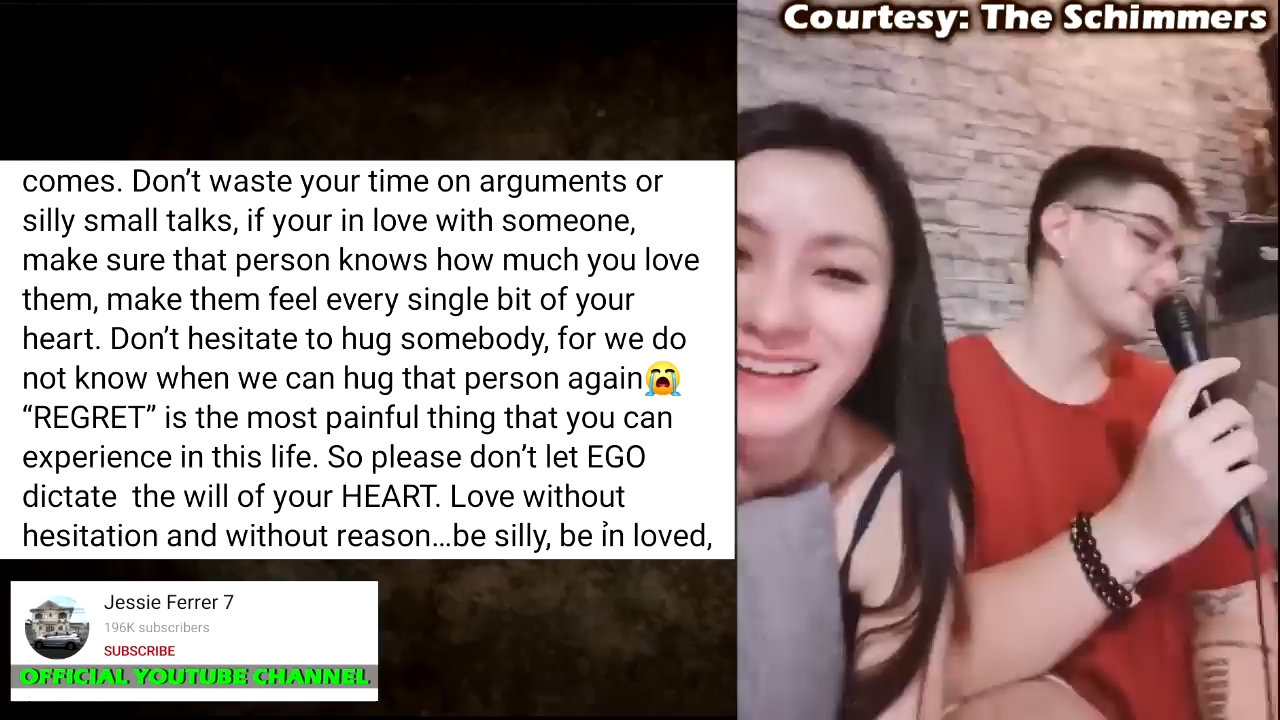 Courtesy: The Schimmers
comes. Don’t waste your time on arguments or
silly small talks, if your in love with someone,
make sure that person knows how much you love
them, make them feel every single bit of your
heart. Don’t hesitate to hug somebody, for we do
not know when we can hug that person again😭
“REGRET” is the most painful thing that you can
experience in this life. So please don’t let EGO
dictate  the will of your HEART. Love without
hesitation and without reason…be silly, be in loved,
Jessie Ferrer 7
196K subscribers
SUBSCRIBE
OFFICIAL YOUTUBE CHANNEL